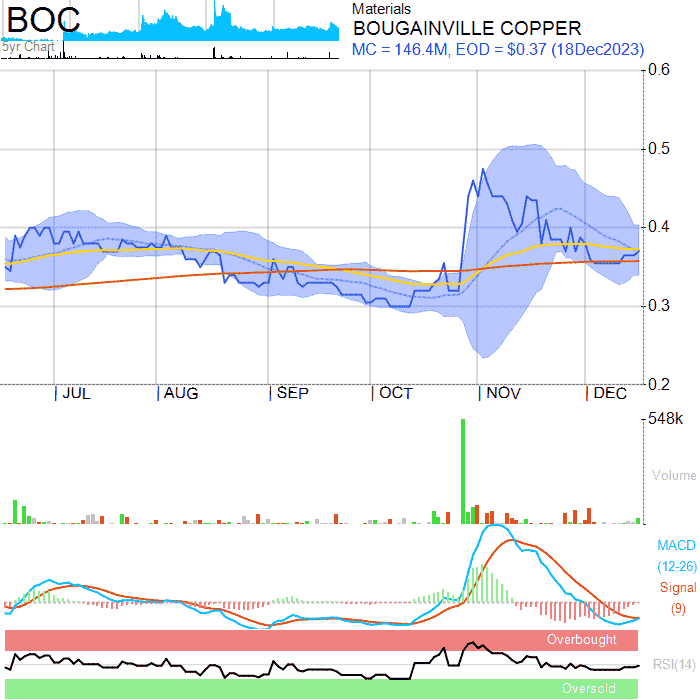 BOC
5yr Chart
Materials
BOUGAINVILLE COPPER
MC = 146.4M, EOD = $0.37 (18Dec2023)
0.6
0.5
0.4
0.3
0.2
JUL
AUG
SEP
OCT
NOV
DEC
548k
Volume
MACD
(12-26)
Signal
(9)
Overbought
RSI(14)
Oversold